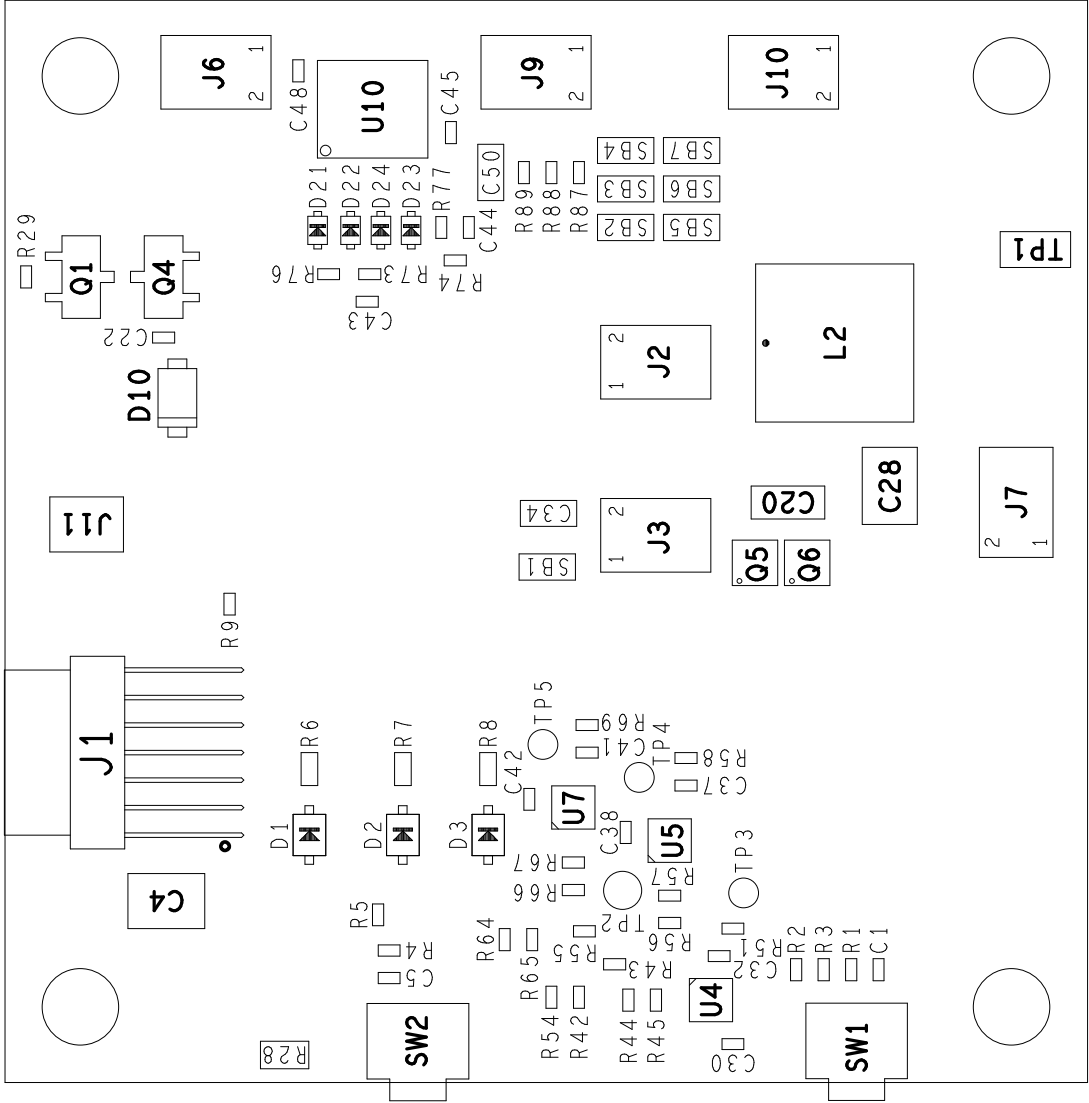 J6
1
2
C48
U10
C45
J9
1
2
J10
1
2
D21
D22
D24
D23
R77
C44
C50
R89
R88
R87
SB4
SB7
SB3
SB6
SB2
SB5
R29
Q1
Q4
TP1
R76
R73
R74
C43
C22
D10
2
1
J2
L2
J11
C34
SB1
2
1
J3
C20
C28
Q5
Q6
J7
2
1
R9
J1
R6
R7
R8
C42
TP5
R69
C41
TP4
R58
C37
D1
D2
D3
U7
C38
U5
R67
R66
R57
TP3
C4
R5
R4
C5
R64
R65
R55
TP2
R56
R51
R43
C32
R2
R3
R1
C1
R54
R42
R44
R45
U4
C30
R28
SW2
SW1